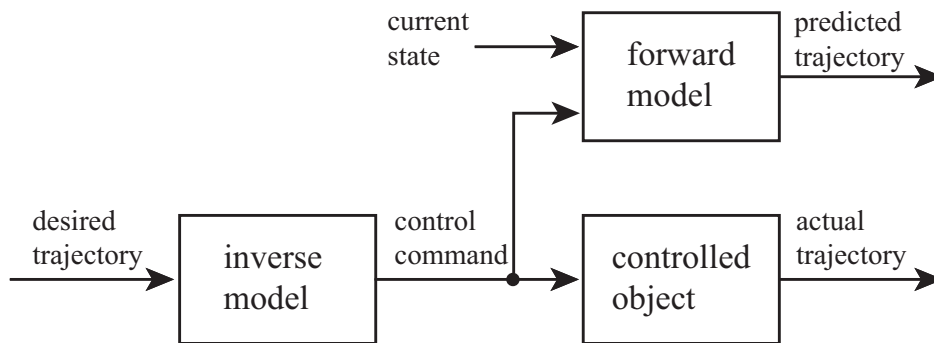 current
state
forward
model
predicted
trajectory
desired
trajectory
inverse
model
control
command
controlled
object
actual
trajectory